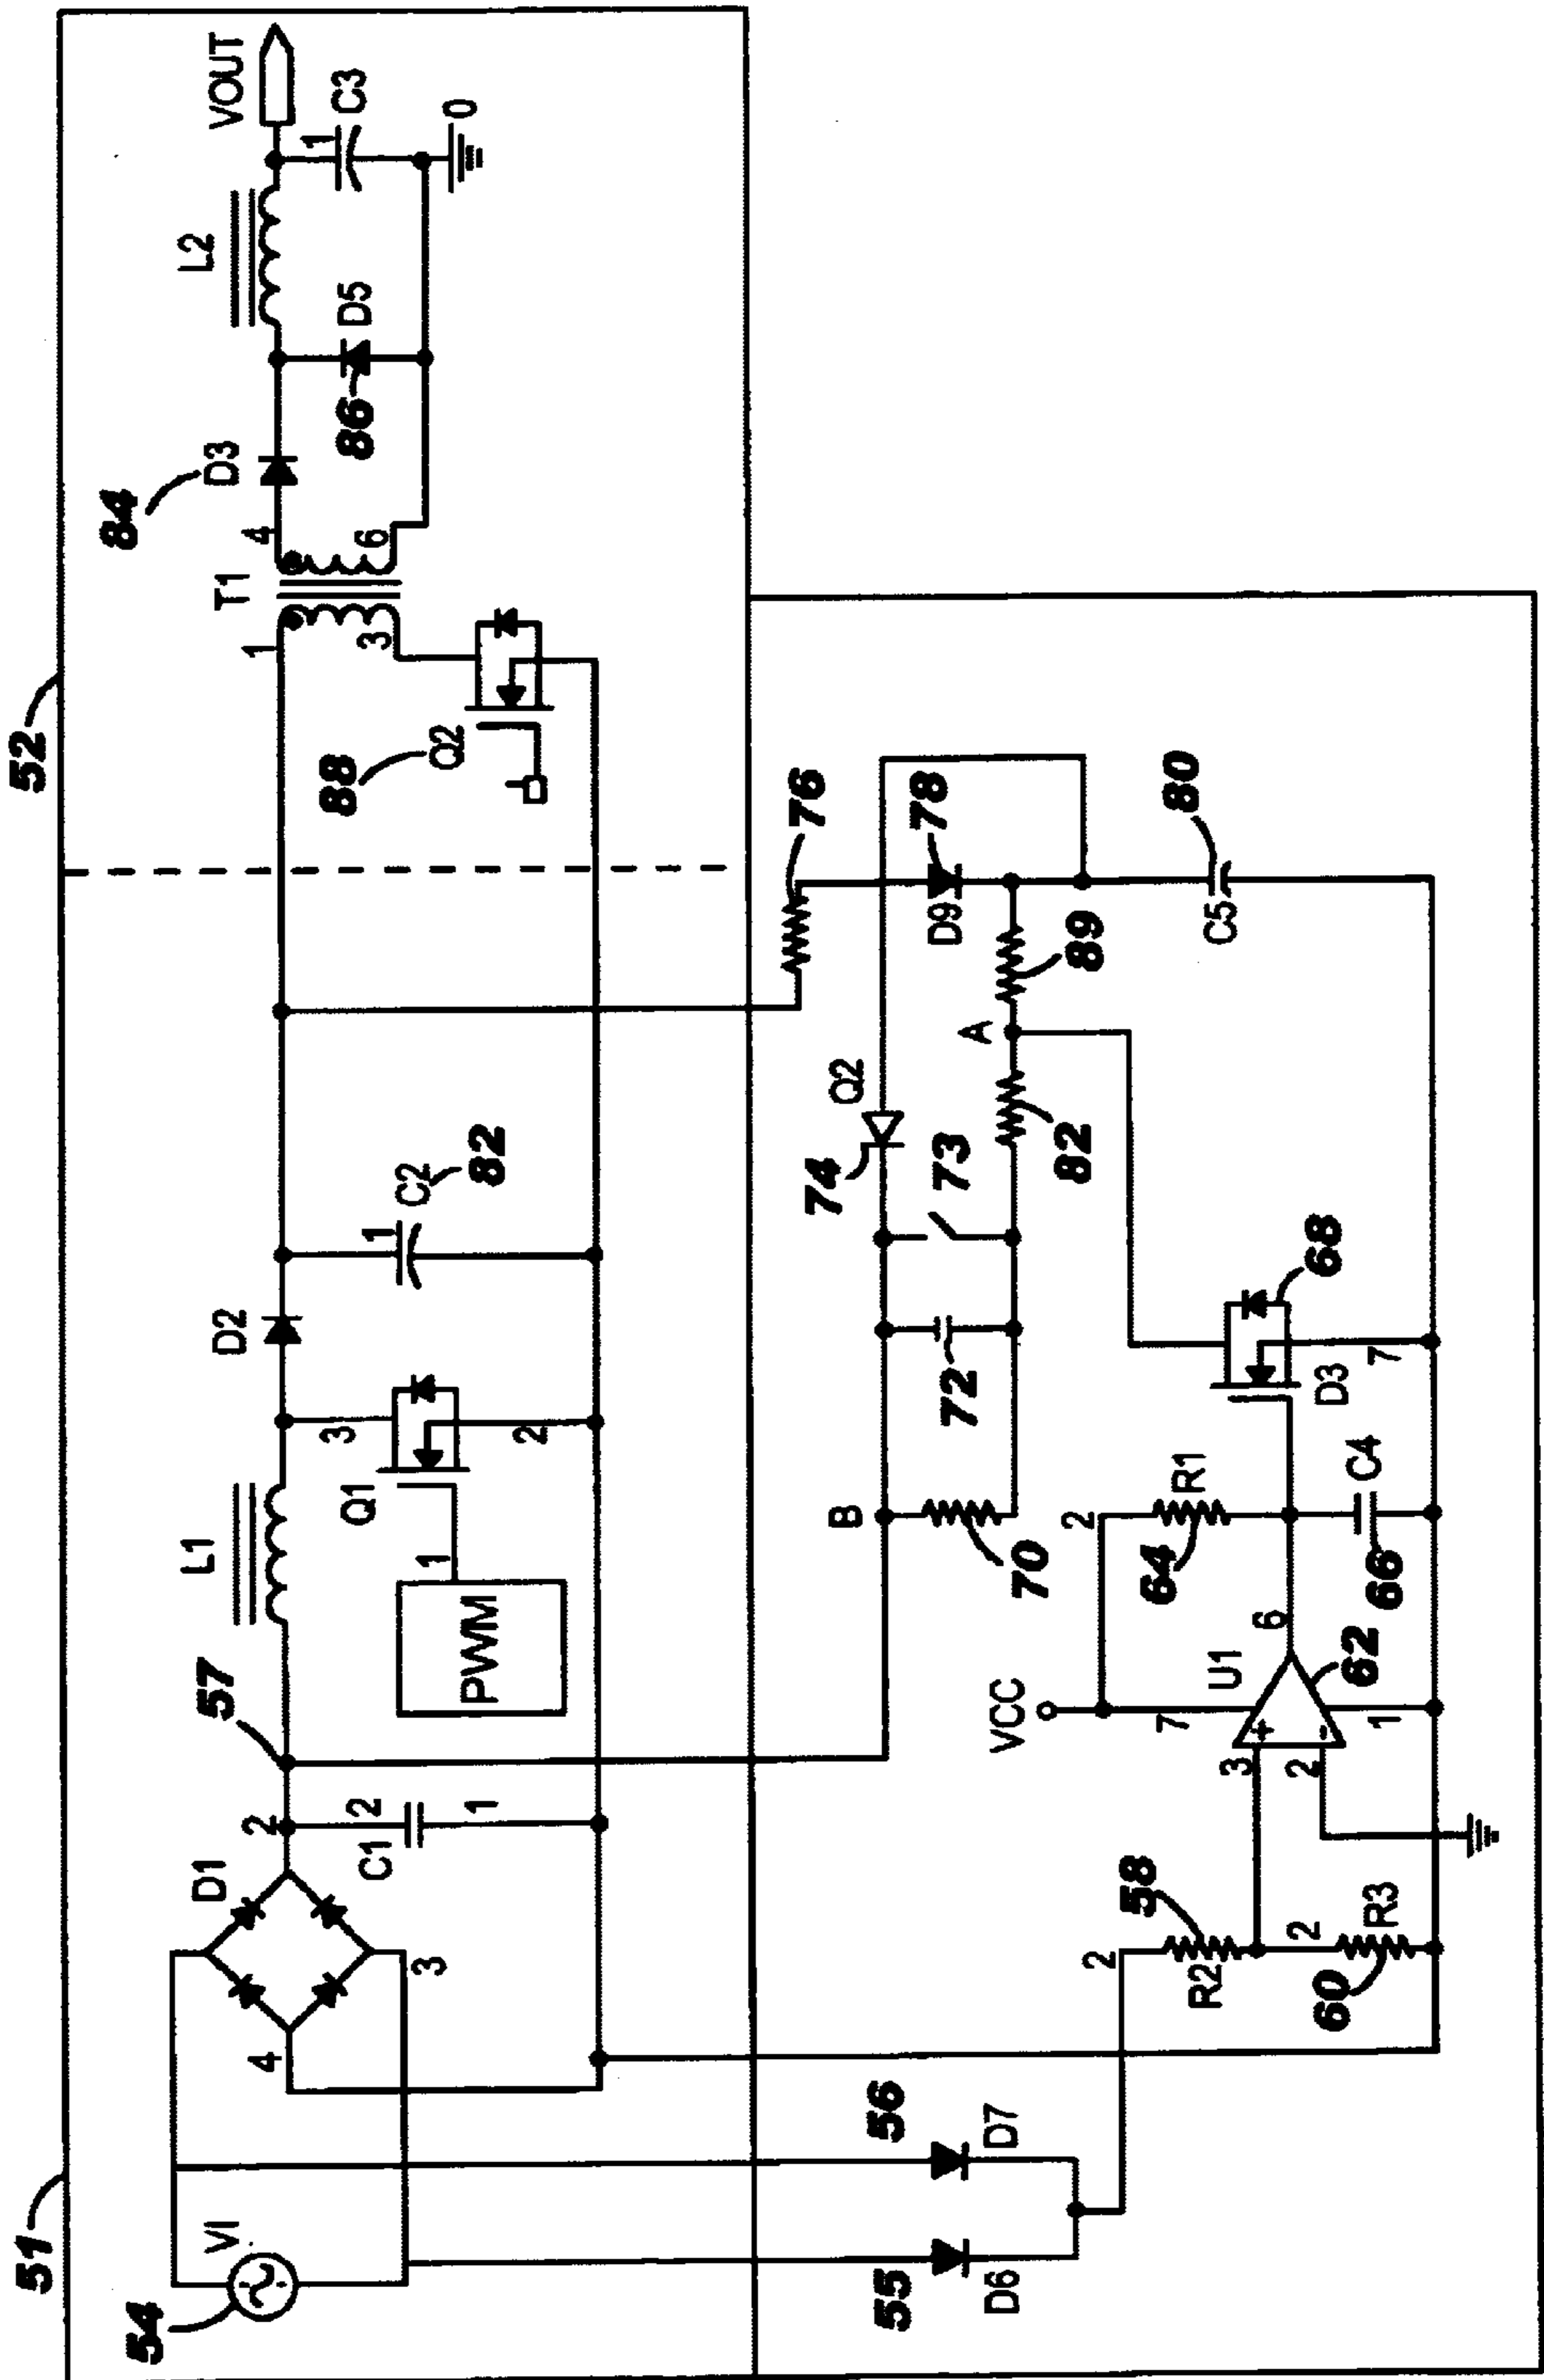 51
52
54
VI
4
3
D1
2
57
C1
2
1
L1
PWM
1
Q1
3
2
D2
1
C2
82
1
T1
3
88
Q2
4
6
84
D3
86
D5
L2
VOUT
1
C3
0
55
D6
56
D7
2
58
R2
2
60
R3
VCC
7
3
2
U1
1
62
6
2
64
R1
66
C4
D3
7
68
B
70
72
73
74
Q2
82
A
89
76
D9
78
80
C5